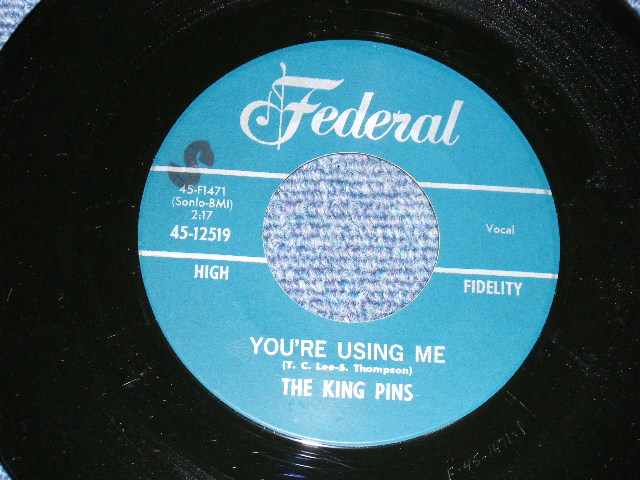 Federal
S
45-F1471
(Sonlo-BMI)
2:17
45-12519
Vocal
HIGH
FIDELITY
YOU'RE USING ME
(T. C. Lee-S. Thompson)
THE KING PINS
F-45-1471-1